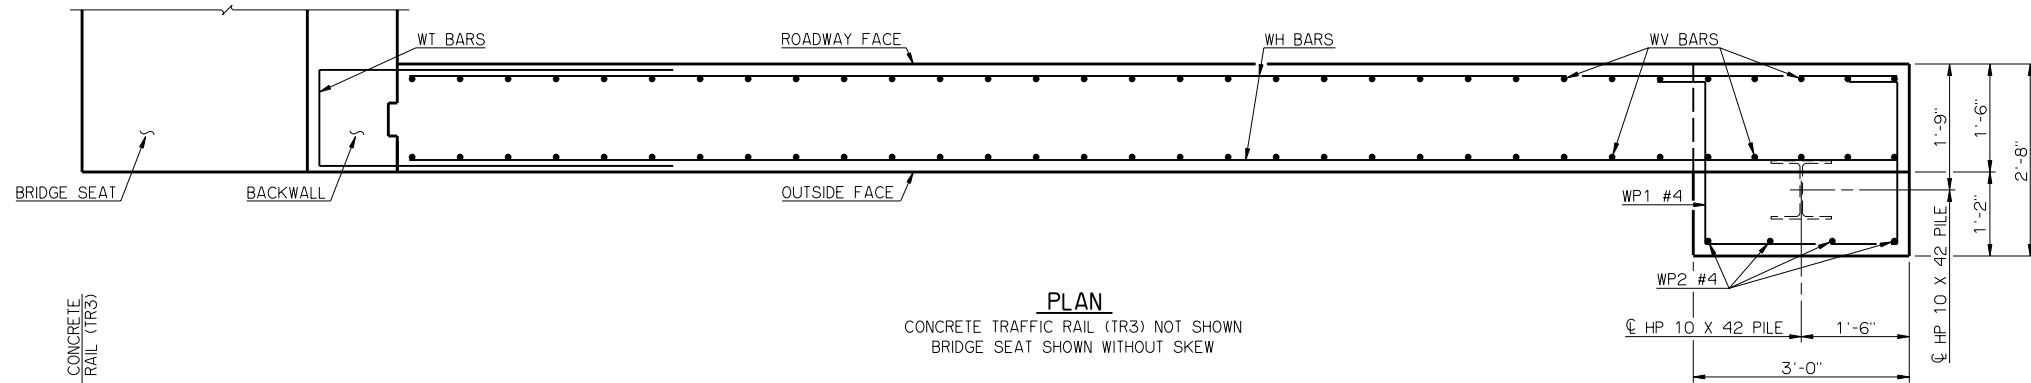 WT BARS
ROADWAY FACE
WH BARS
WV BARS
1'-9"
1'-6"
2'-8"
1'-2"
BRIDGE SEAT
BACKWALL
OUTSIDE FACE
WP1 #4
WP2 #4
℄ HP 10 X 42 PILE
℄ HP 10 X 42 PILE
1'-6"
3'-0"
CONCRETE
RAIL (TR3)
PLAN
CONCRETE TRAFFIC RAIL (TR3) NOT SHOWN
BRIDGE SEAT SHOWN WITHOUT SKEW